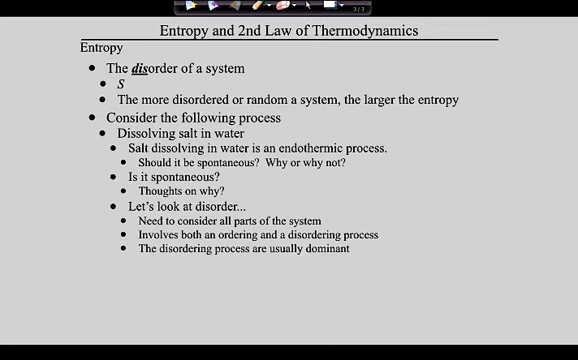 3/3
Entropy and 2nd Law of Thermodynamics
Entropy
• The disorder of a system
• S
• The more disordered or random a system, the larger the entropy
• Consider the following process
• Dissolving salt in water
• Salt dissolving in water is an endothermic process.
• Should it be spontaneous? Why or why not?
• Is it spontaneous?
• Thoughts on why?
• Let's look at disorder...
• Need to consider all parts of the system
• Involves both an ordering and a disordering process
• The disordering process are usually dominant